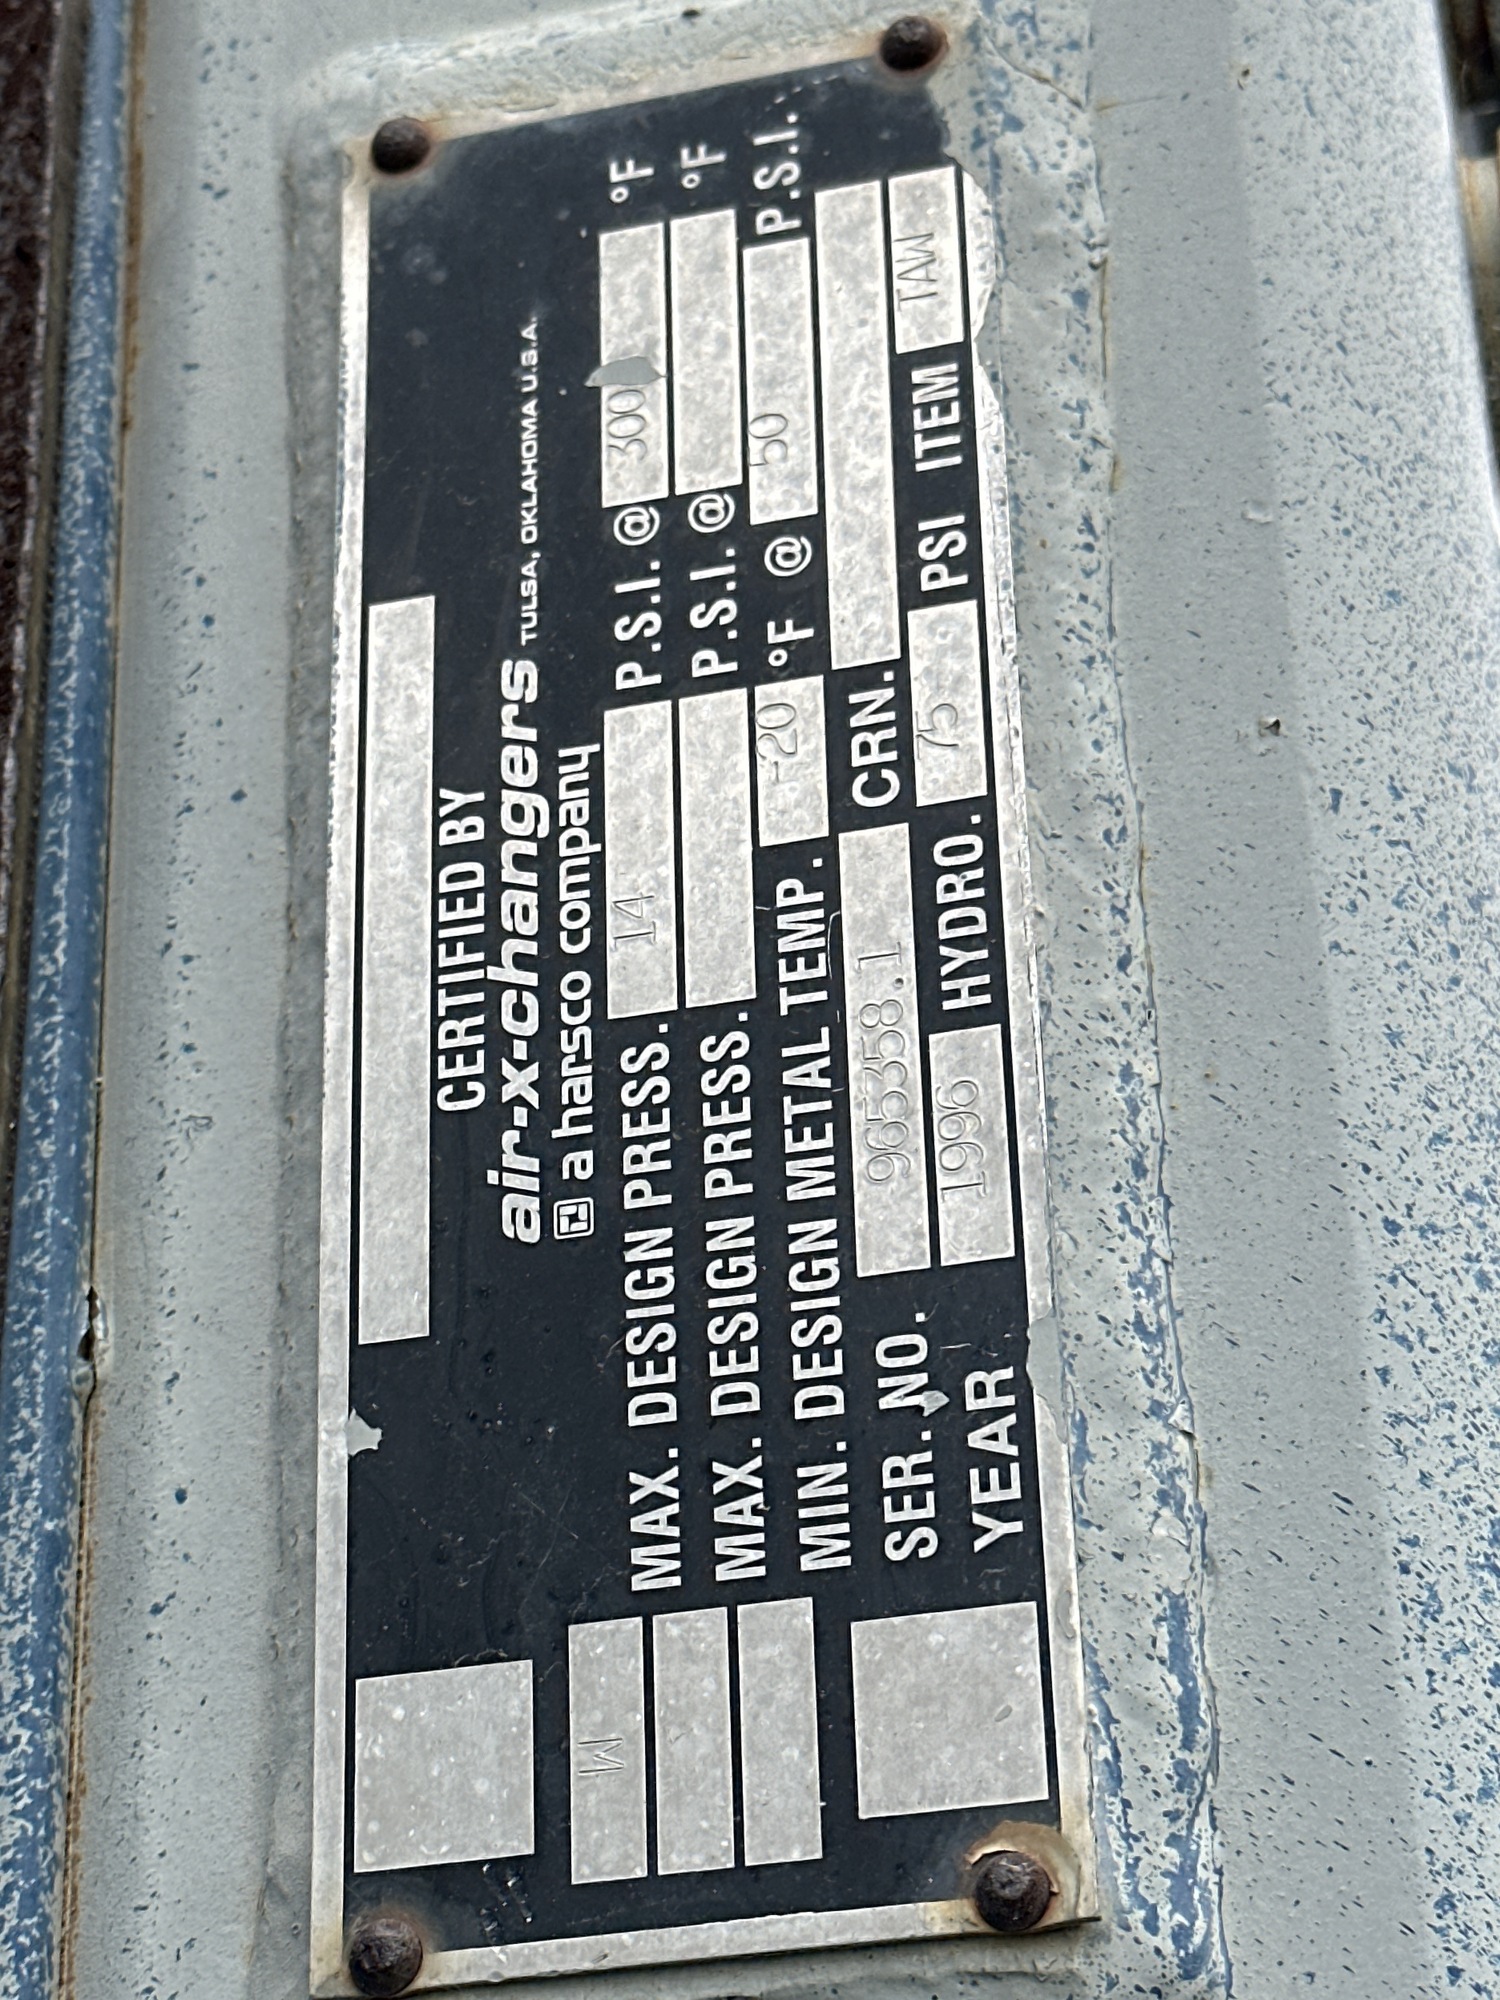 CERTIFIED BY
air-x-changers TULSA, OKLAHOMA U.S.A.
a harsco company
M MAX. DESIGN PRESS. 14 P.S.I. @ 300 °F
MAX. DESIGN PRESS. P.S.I. @ °F
MIN. DESIGN METAL TEMP. -20 °F @ 50 P.S.I.
SER. NO. 965358.1 CRN.
YEAR 1996 HYDRO. 75 PSI ITEM TAW